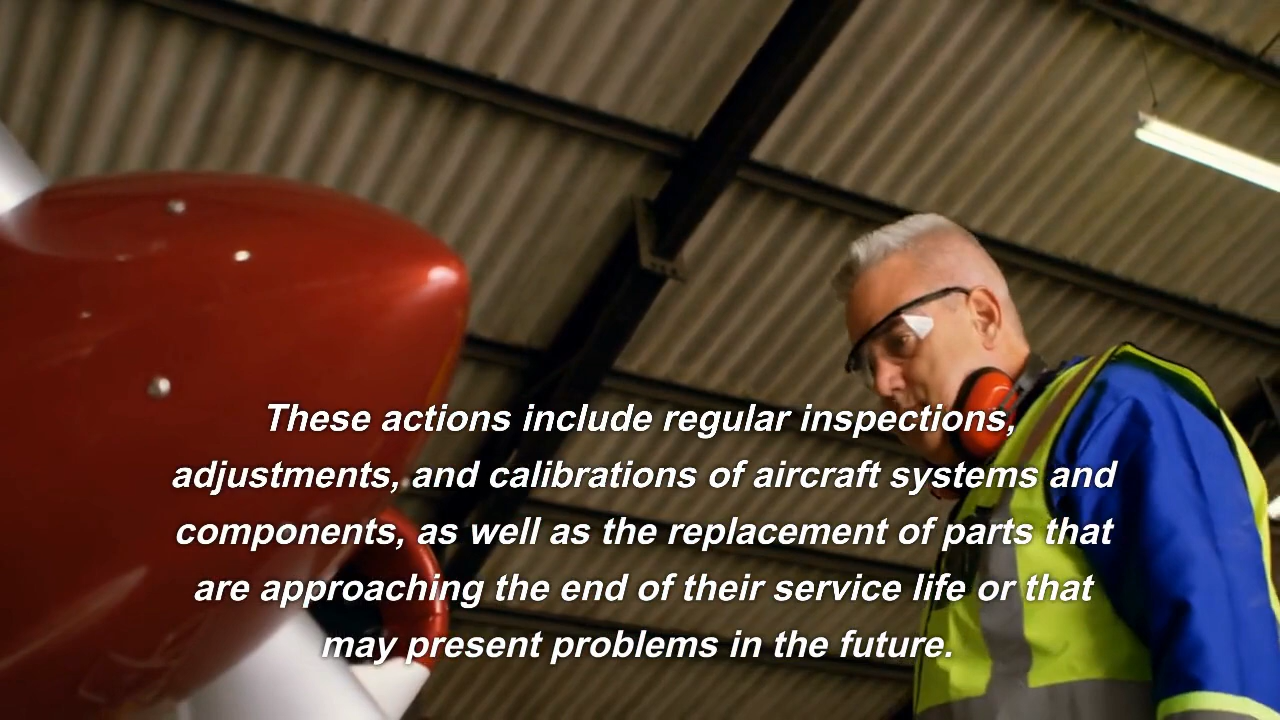 These actions include regular inspections,
adjustments, and calibrations of aircraft systems and
components, as well as the replacement of parts that
are approaching the end of their service life or that
may present problems in the future.